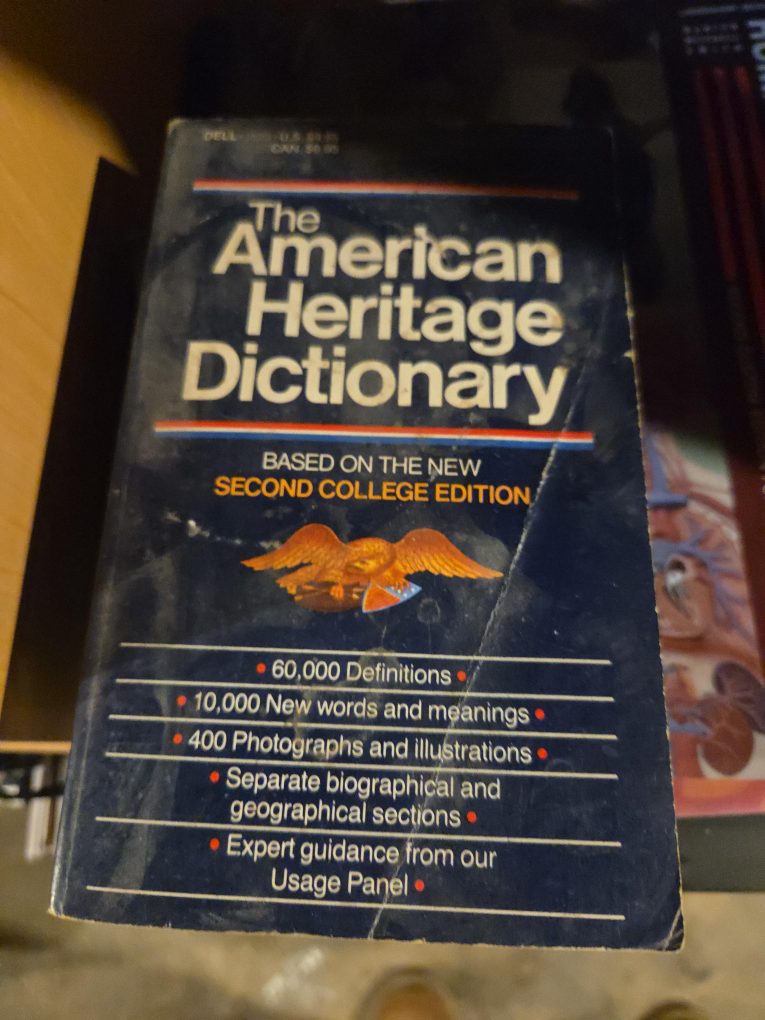 DELL
CAN.
The
American
Heritage
Dictionary
BASED ON THE NEW
SECOND COLLEGE EDITION
• 60,000 Definitions •
• 10,000 New words and meanings •
• 400 Photographs and illustrations •
• Separate biographical and
geographical sections •
• Expert guidance from our
Usage Panel •